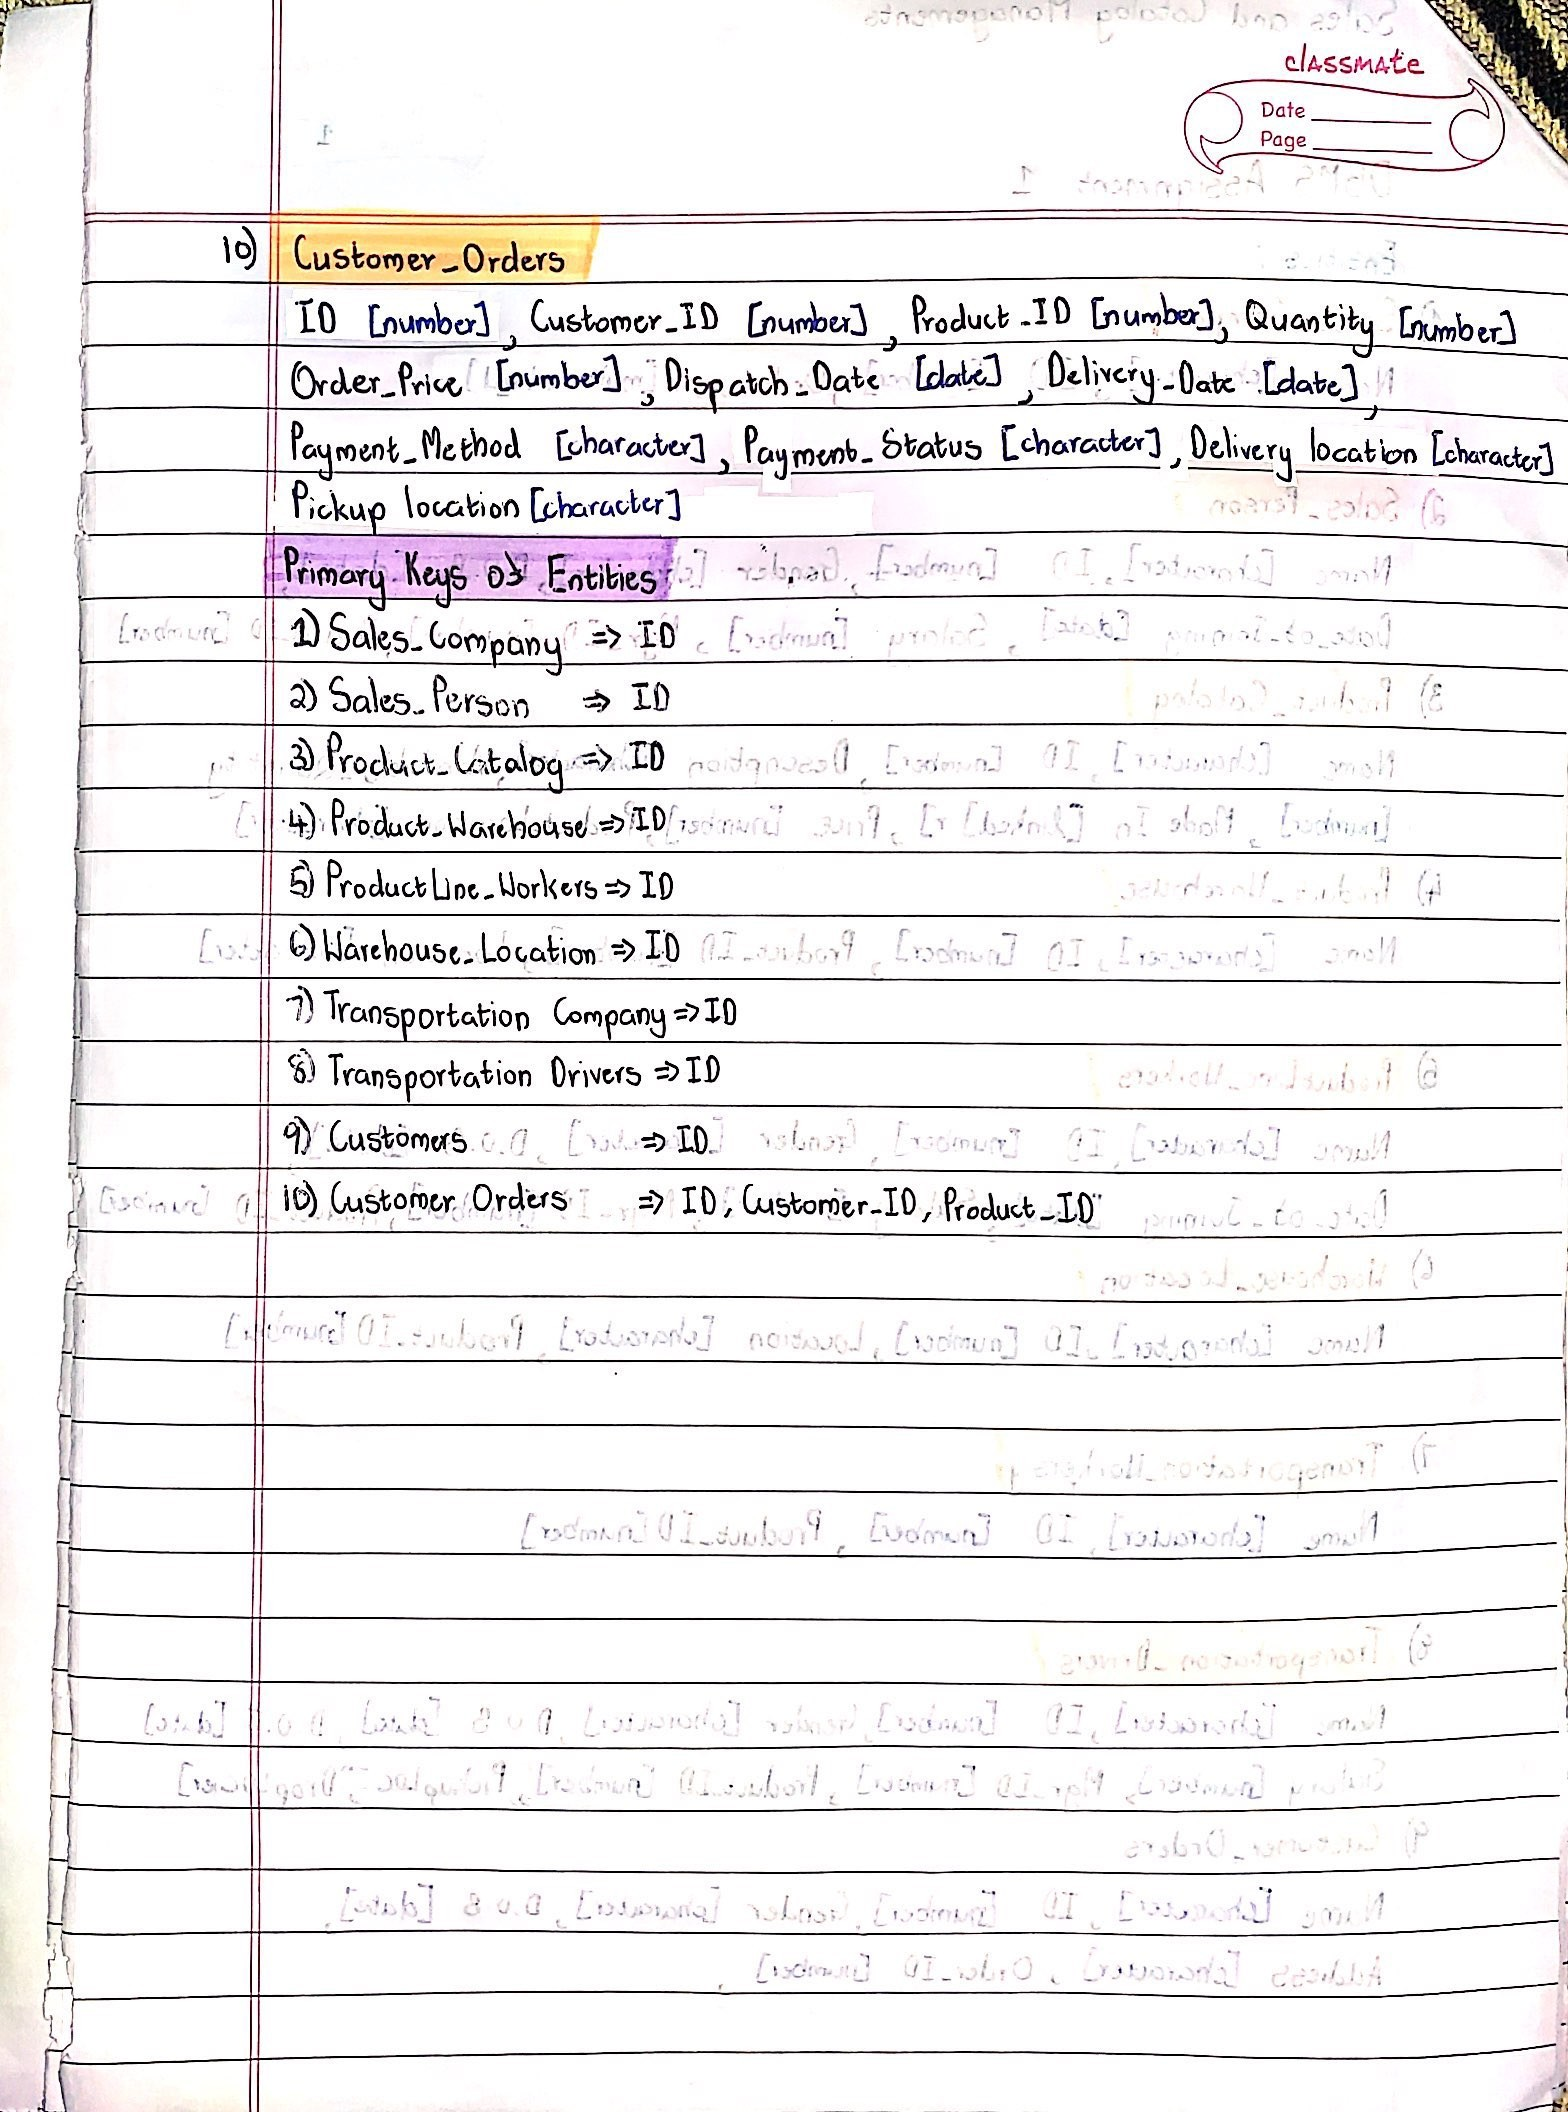 classmate
Date
Page
10) Customer_Orders
ID [number], Customer_ID [number], Product_ID [number], Quantity [number]
Order_Price [number], Dispatch_Date [date], Delivery_Date [date],
Payment_Method [character], Payment_Status [character], Delivery location [character]
Pickup location [character]
Primary Keys of Entities
1) Sales_Company => ID
2) Sales_Person => ID
3) Product_Catalog => ID
4) Product_Warehouse => ID
5) ProductLine_Workers => ID
6) Warehouse_Location => ID
7) Transportation Company => ID
8) Transportation Drivers => ID
9) Customers => ID
10) Customer Orders => ID, Customer_ID, Product_ID